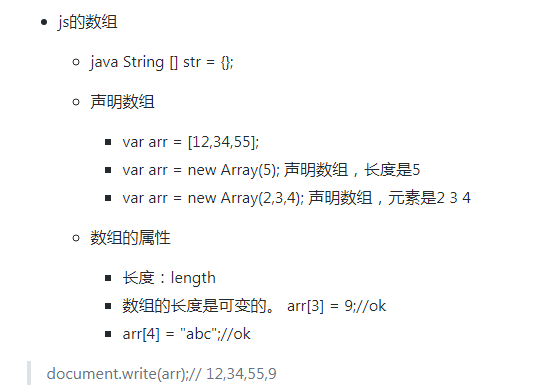 js的数组
java String [] str = {};
声明数组
var arr = [12,34,55];
var arr = new Array(5); 声明数组，长度是5
var arr = new Array(2,3,4); 声明数组，元素是2 3 4
数组的属性
长度：length
数组的长度是可变的。 arr[3] = 9;//ok
arr[4] = "abc";//ok
document.write(arr);// 12,34,55,9